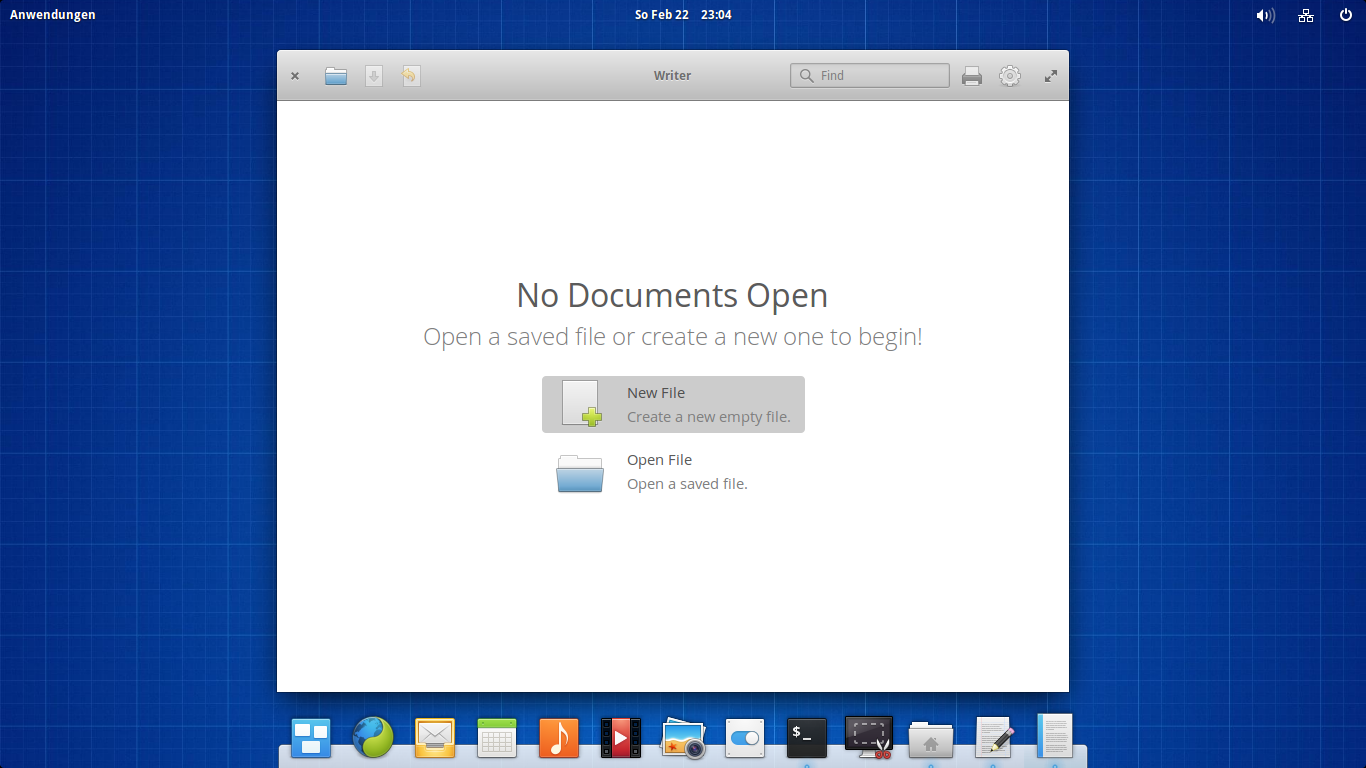 Anwendungen
So Feb 22 23:04
Writer
Find
No Documents Open
Open a saved file or create a new one to begin!
New File
Create a new empty file.
Open File
Open a saved file.
$_